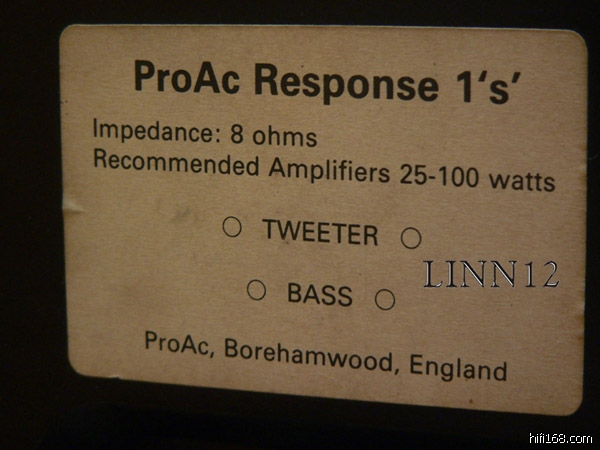 ProAc Response 1‘s’
Impedance: 8 ohms
Recommended Amplifiers 25-100 watts
TWEETER
LINN12
BASS
ProAc, Borehamwood, England
hifi168.com